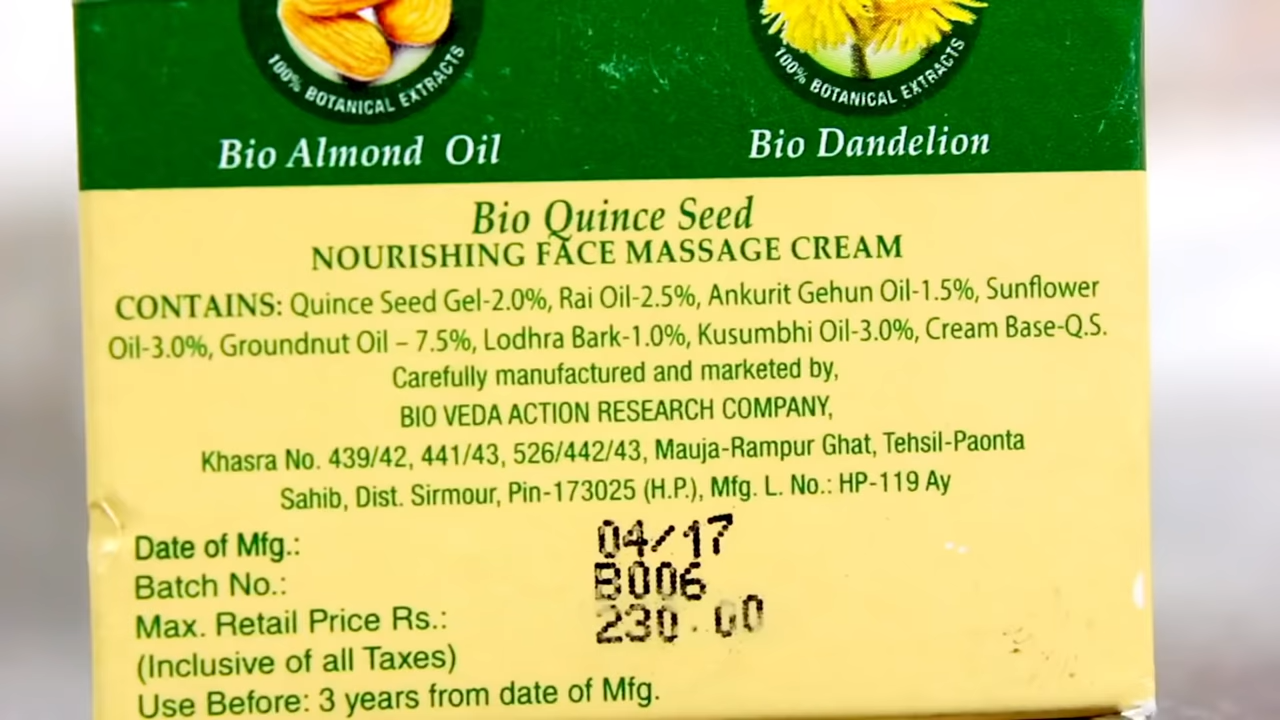 100% BOTANICAL EXTRACTS
100% BOTANICAL EXTRACTS
Bio Almond Oil
Bio Dandelion
Bio Quince Seed
NOURISHING FACE MASSAGE CREAM
CONTAINS: Quince Seed Gel-2.0%, Rai Oil-2.5%, Ankurit Gehun Oil-1.5%, Sunflower
Oil-3.0%, Groundnut Oil – 7.5%, Lodhra Bark-1.0%, Kusumbhi Oil-3.0%, Cream Base-Q.S.
Carefully manufactured and marketed by,
BIO VEDA ACTION RESEARCH COMPANY,
Khasra No. 439/42, 441/43, 526/442/43, Mauja-Rampur Ghat, Tehsil-Paonta
Sahib, Dist. Sirmour, Pin-173025 (H.P.), Mfg. L. No.: HP-119 Ay
Date of Mfg.: 04/17
Batch No.: B006
Max. Retail Price Rs.: 230.00
(Inclusive of all Taxes)
Use Before: 3 years from date of Mfg.